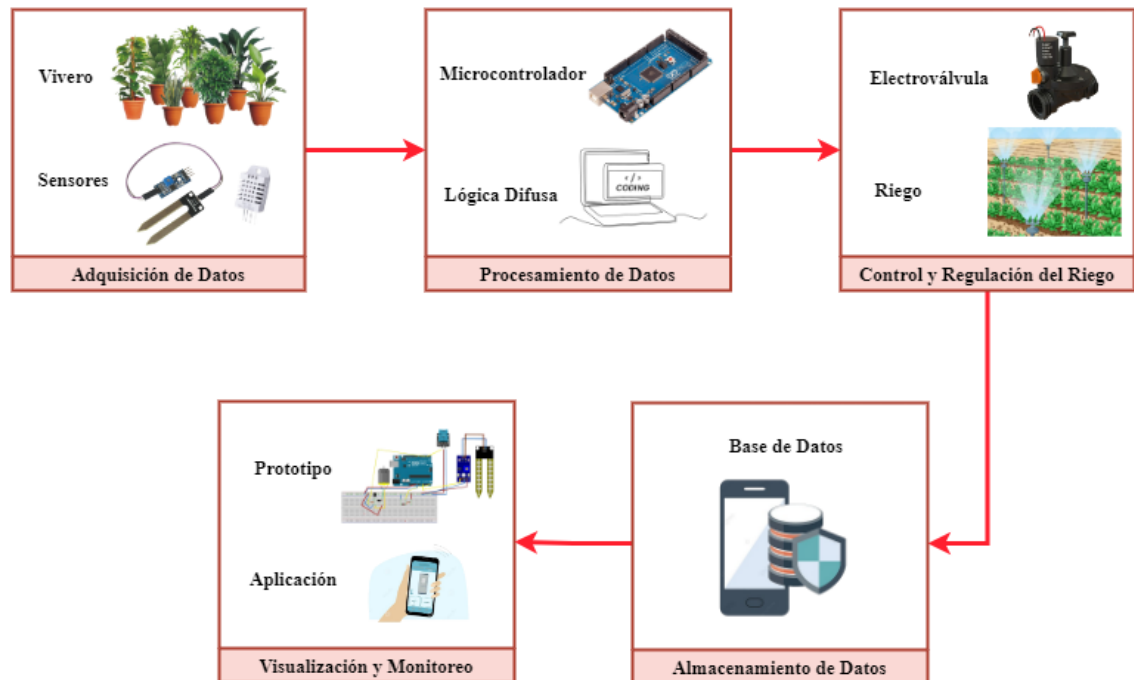 Vivero
Sensores
Adquisición de Datos
Microcontrolador
Lógica Difusa
</>
CODING
Procesamiento de Datos
Electroválvula
Riego
Control y Regulación del Riego
Prototipo
Aplicación
Visualización y Monitoreo
Base de Datos
Almacenamiento de Datos